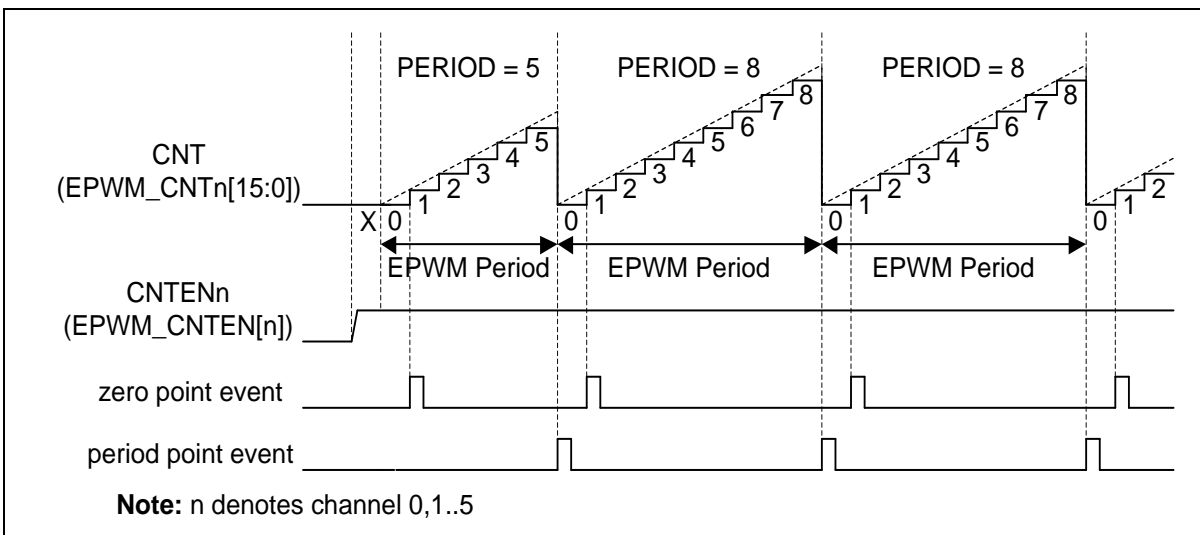 PERIOD = 5 PERIOD = 8 PERIOD = 8
CNT
(EPWM_CNTn[15:0])
X 0 1 2 3 4 5 0 1 2 3 4 5 6 7 8 0 1 2 3 4 5 6 7 8 0 1 2
EPWM Period EPWM Period EPWM Period
CNTENn
(EPWM_CNTEN[n])
zero point event
period point event
Note: n denotes channel 0,1..5